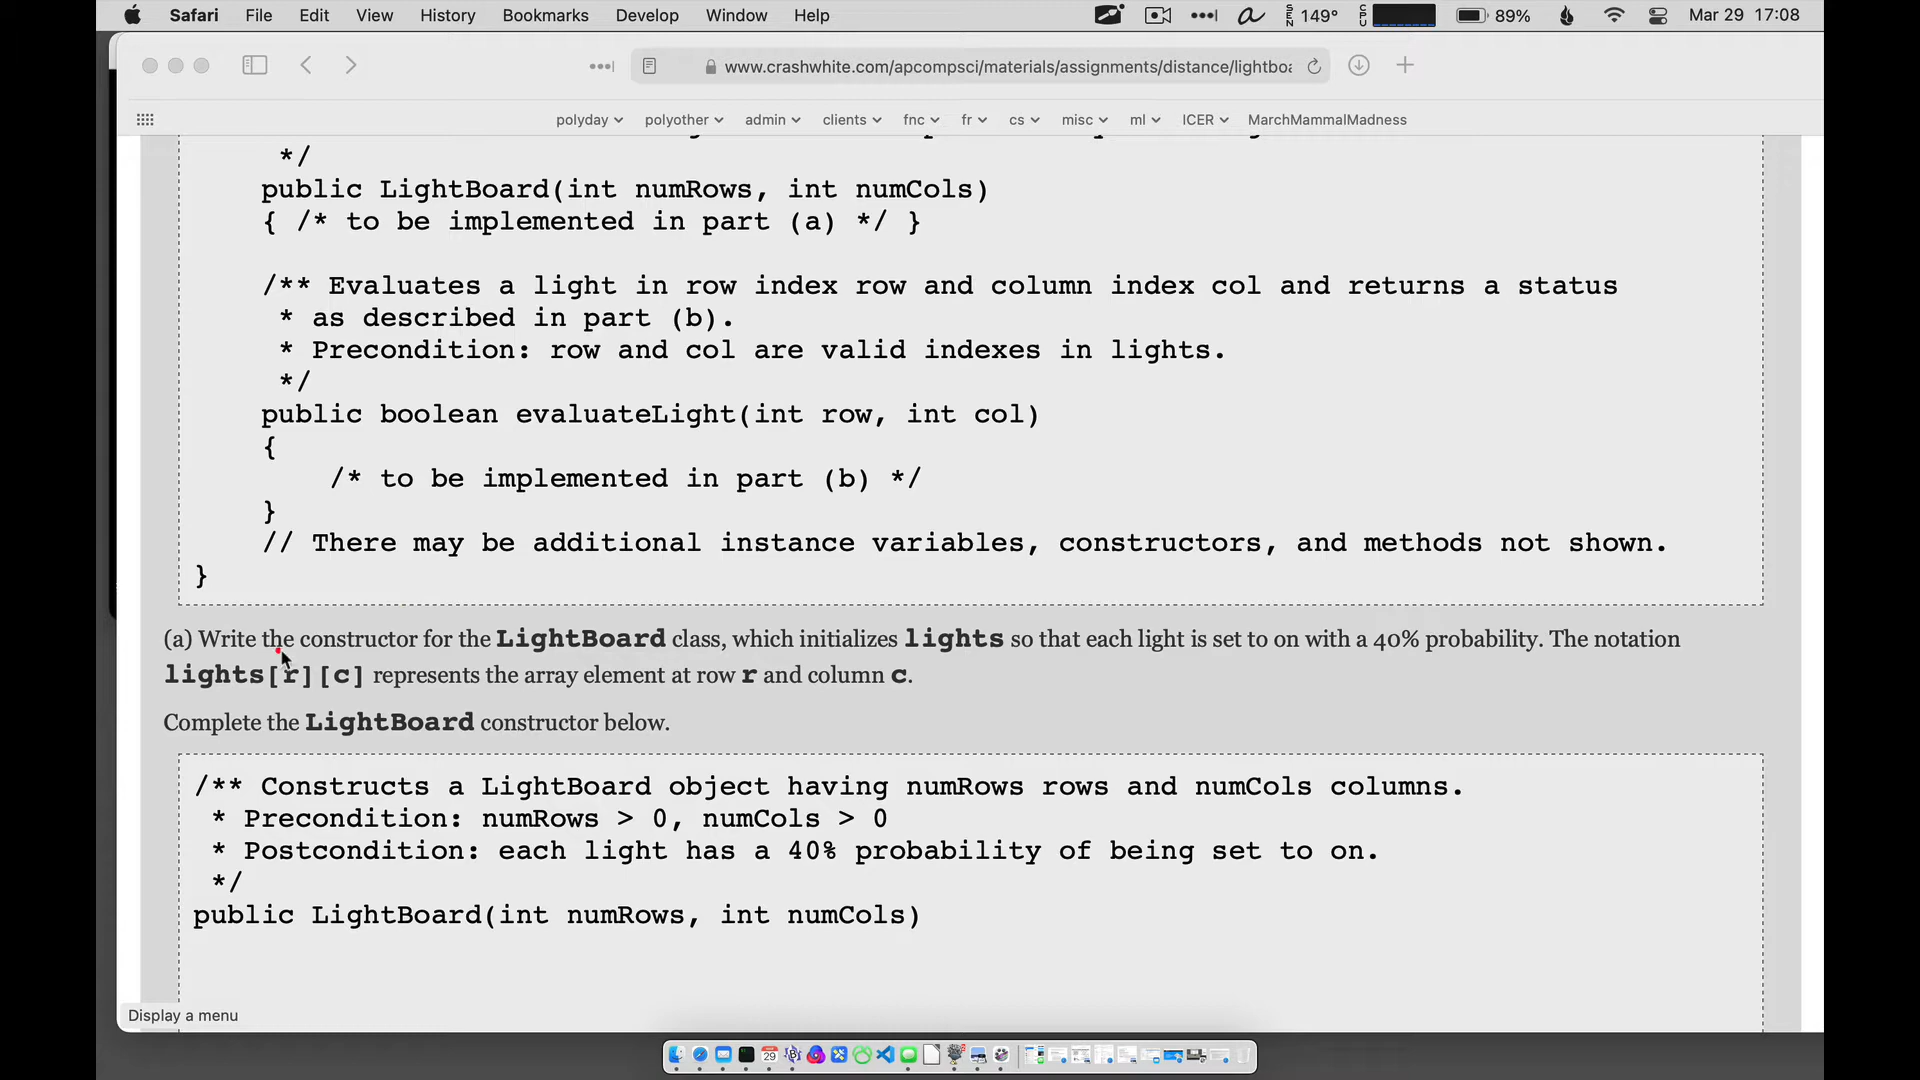 Safari File Edit View History Bookmarks Develop Window Help SEN 149° CPU 89% Mar 29 17:08
www.crashwhite.com/apcompsci/materials/assignments/distance/lightboa
polyday polyother admin clients fnc fr cs misc ml ICER MarchMammalMadness
*/
public LightBoard(int numRows, int numCols)
{ /* to be implemented in part (a) */ }
/** Evaluates a light in row index row and column index col and returns a status
* as described in part (b).
* Precondition: row and col are valid indexes in lights.
*/
public boolean evaluateLight(int row, int col)
{
/* to be implemented in part (b) */
}
// There may be additional instance variables, constructors, and methods not shown.
}
(a) Write the constructor for the LightBoard class, which initializes lights so that each light is set to on with a 40% probability. The notation
lights[r][c] represents the array element at row r and column c.
Complete the LightBoard constructor below.
/** Constructs a LightBoard object having numRows rows and numCols columns.
* Precondition: numRows > 0, numCols > 0
* Postcondition: each light has a 40% probability of being set to on.
*/
public LightBoard(int numRows, int numCols)
Display a menu
29